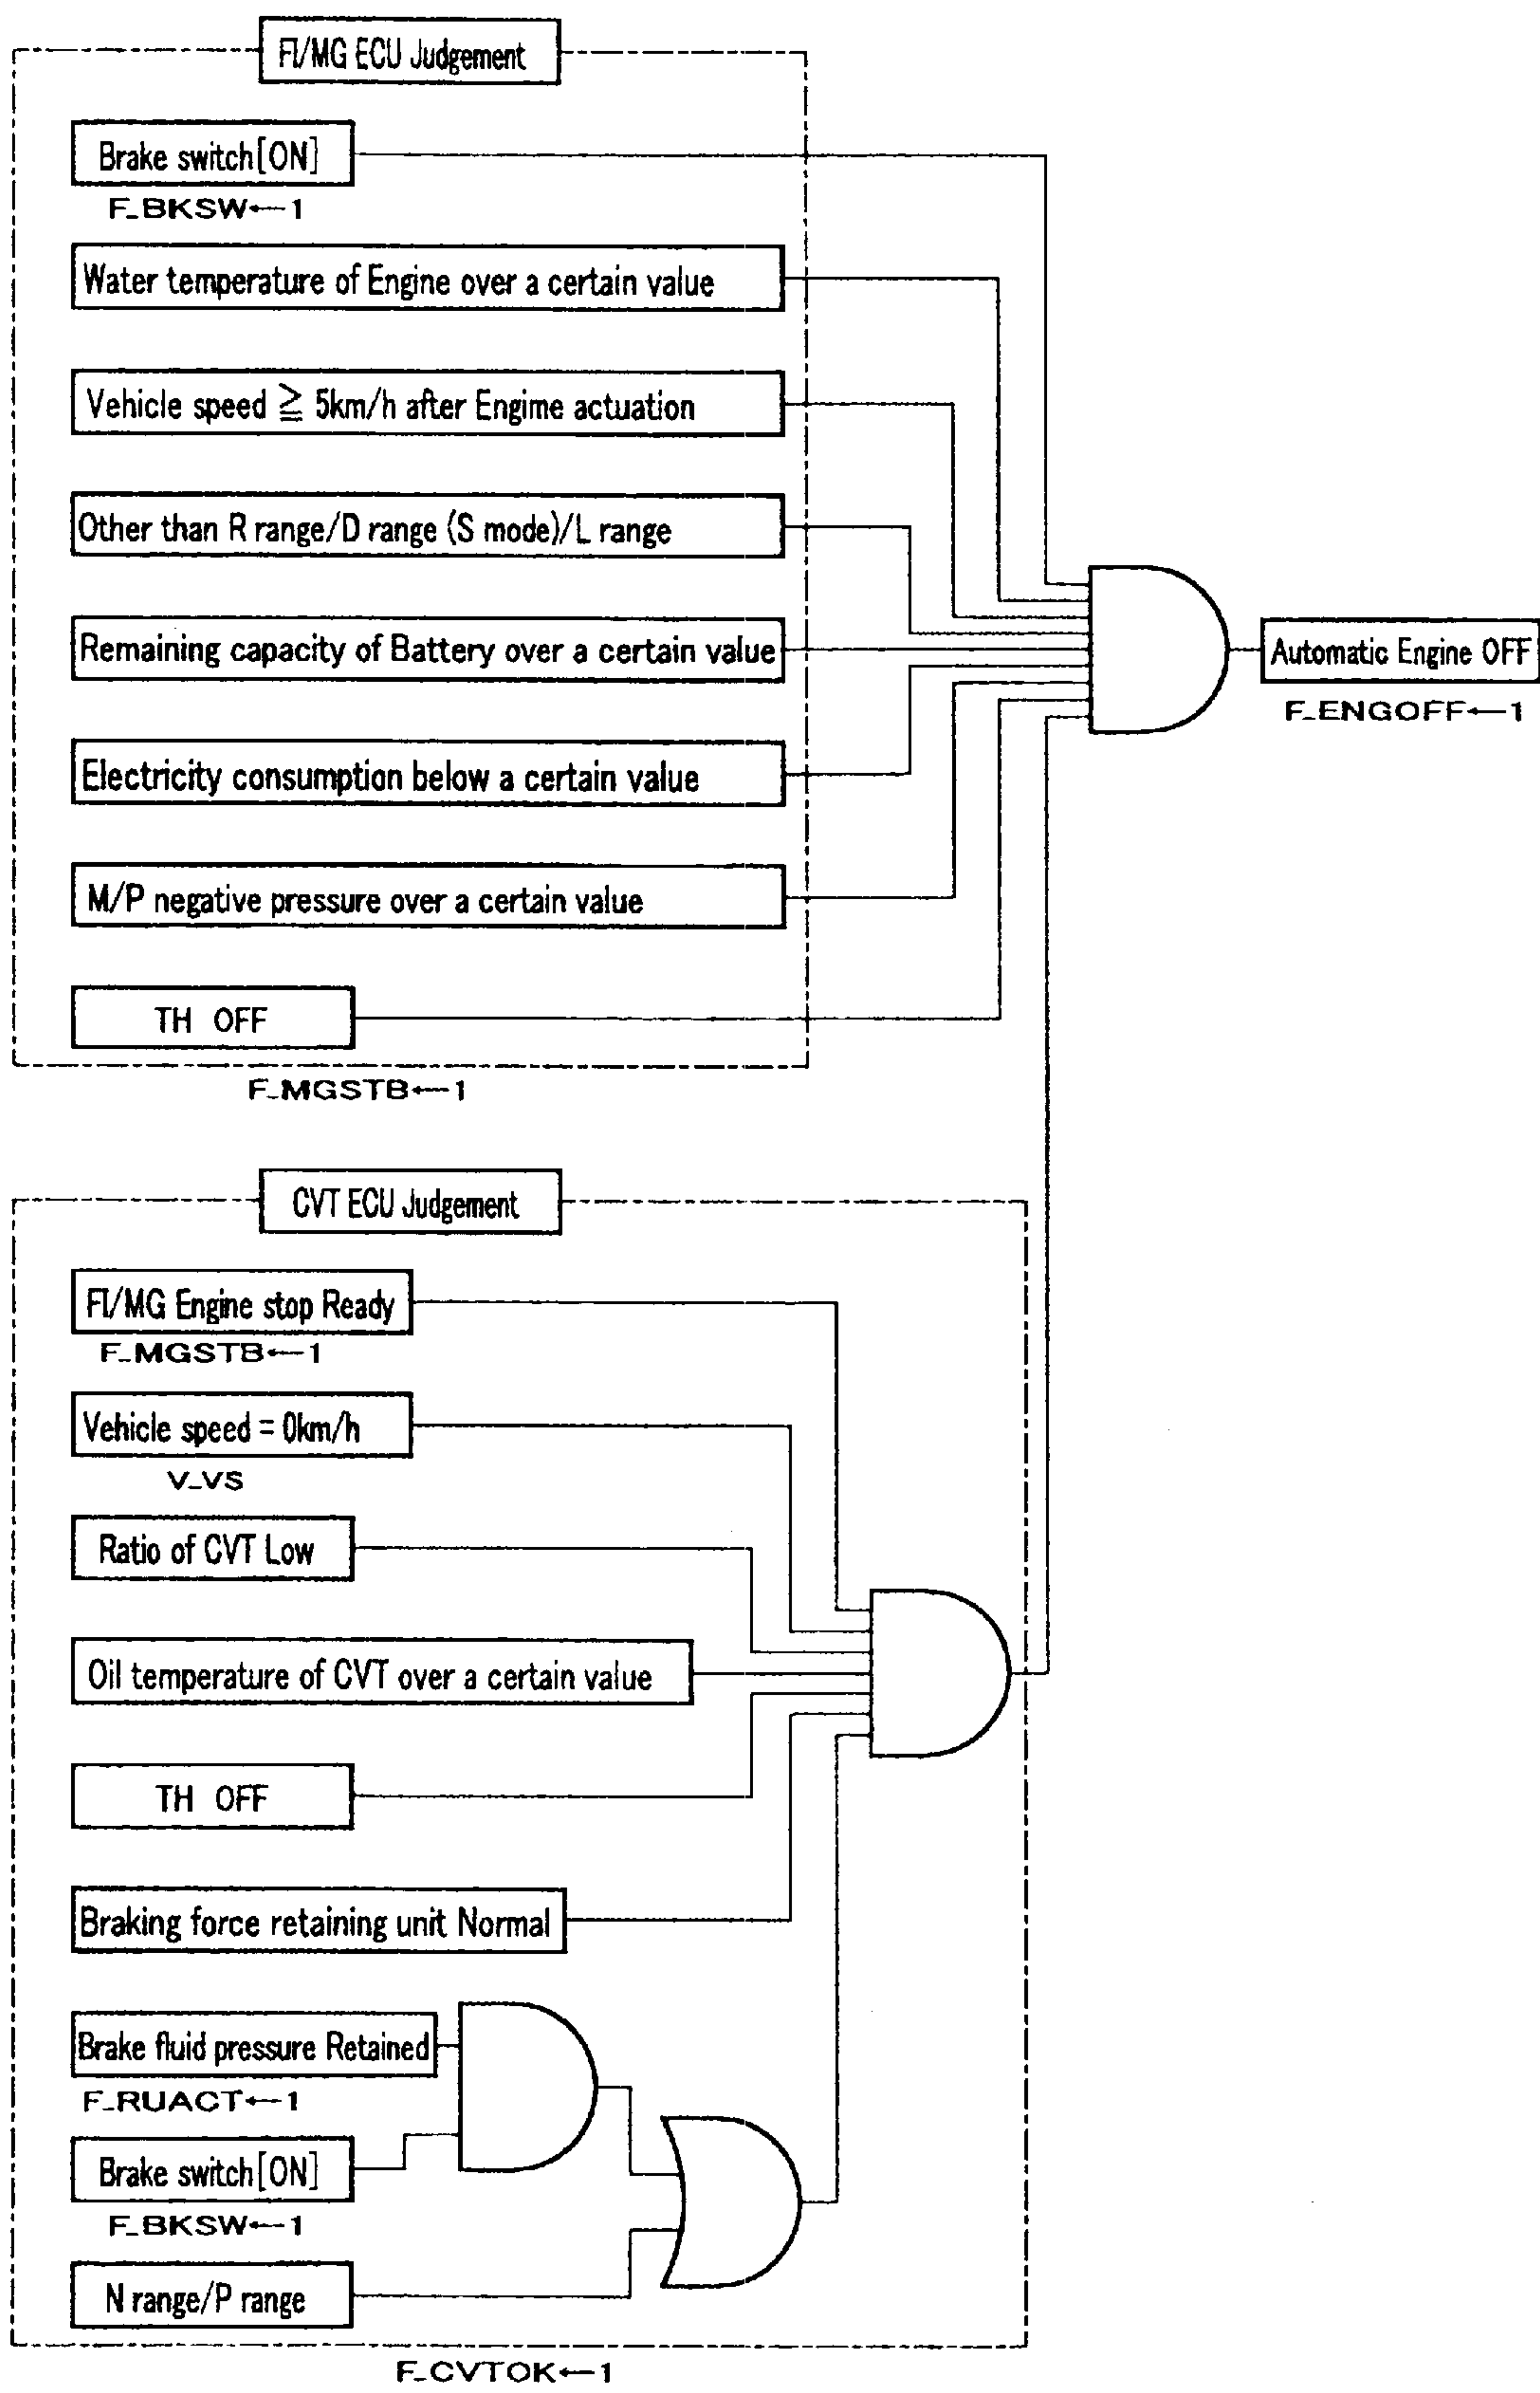 FI/MG ECU Judgement
Brake switch[ON]
F_BKSW←1
Water temperature of Engine over a certain value
Vehicle speed ≧ 5km/h after Engime actuation
Other than R range/D range (S mode)/L range
Remaining capacity of Battery over a certain value
Automatic Engine OFF
F_ENGOFF←1
Electricity consumption below a certain value
M/P negative pressure over a certain value
TH OFF
F_MGSTB←1
CVT ECU Judgement
FI/MG Engine stop Ready
F_MGSTB←1
Vehicle speed = 0km/h
V_VS
Ratio of CVT Low
Oil temperature of CVT over a certain value
TH OFF
Braking force retaining unit Normal
Brake fluid pressure Retained
F_RUACT←1
Brake switch[ON]
F_BKSW←1
N range/P range
F_CVTOK←1